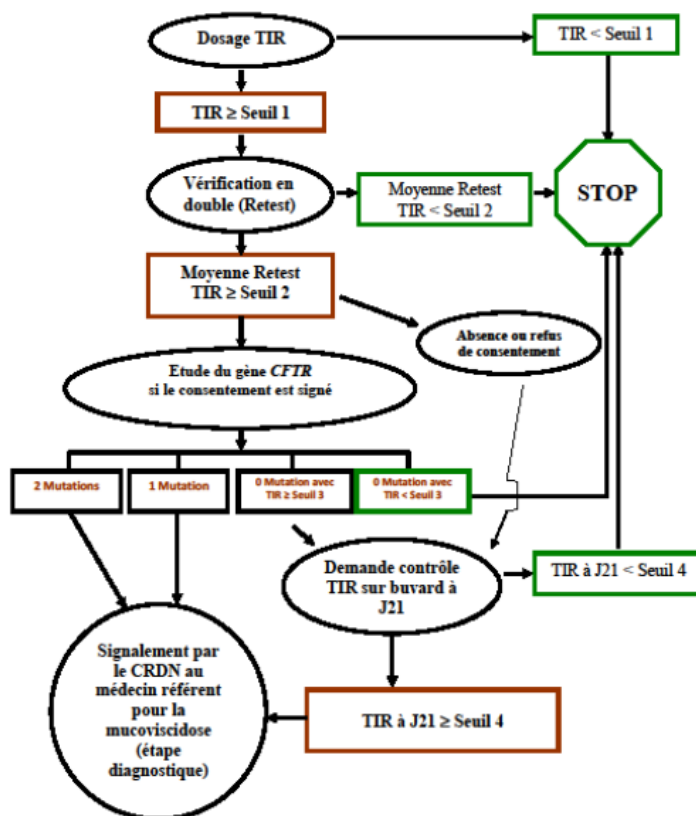 Dosage TIR
TIR < Seuil 1
TIR ≥ Seuil 1
Vérification en
double (Retest)
Moyenne Retest
TIR < Seuil 2
STOP
Moyenne Retest
TIR ≥ Seuil 2
Absence ou refus
de consentement
Etude du gène CFTR
si le consentement est signé
2 Mutations
1 Mutation
0 Mutation avec
TIR ≥ Seuil 3
0 Mutation avec
TIR < Seuil 3
Demande contrôle
TIR sur buvard à
J21
TIR à J21 < Seuil 4
Signalement par
le CRDN au
médecin référent
pour la
mucoviscidose
(étape
diagnostique)
TIR à J21 ≥ Seuil 4